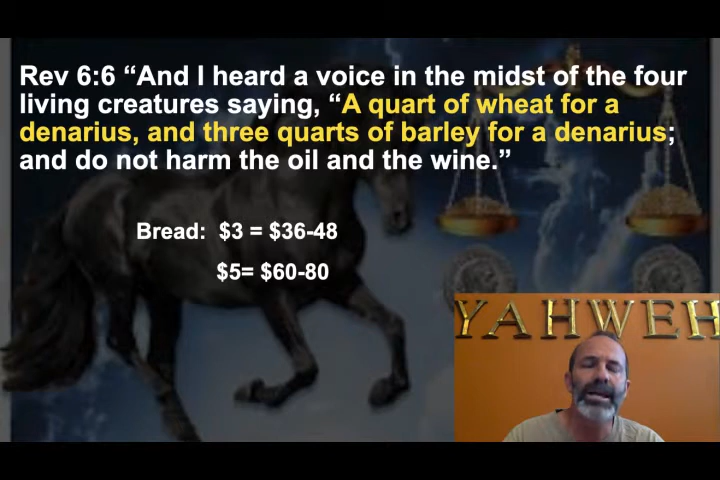 Rev 6:6 “And I heard a voice in the midst of the four
living creatures saying, “A quart of wheat for a
denarius, and three quarts of barley for a denarius;
and do not harm the oil and the wine.”
Bread: $3 = $36-48
$5= $60-80
YAHWEH